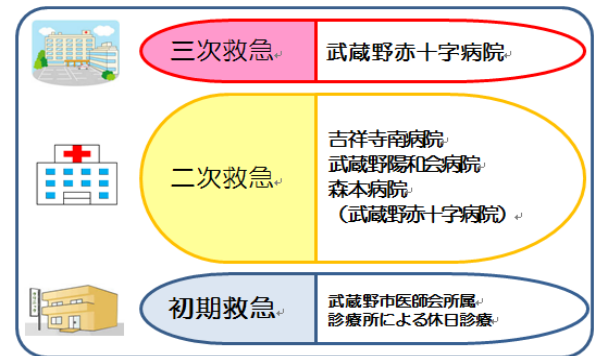 三次救急
武蔵野赤十字病院
二次救急
吉祥寺南病院
武蔵野陽和会病院
森本病院
（武蔵野赤十字病院）
初期救急
武蔵野市医師会所属
診療所による休日診療